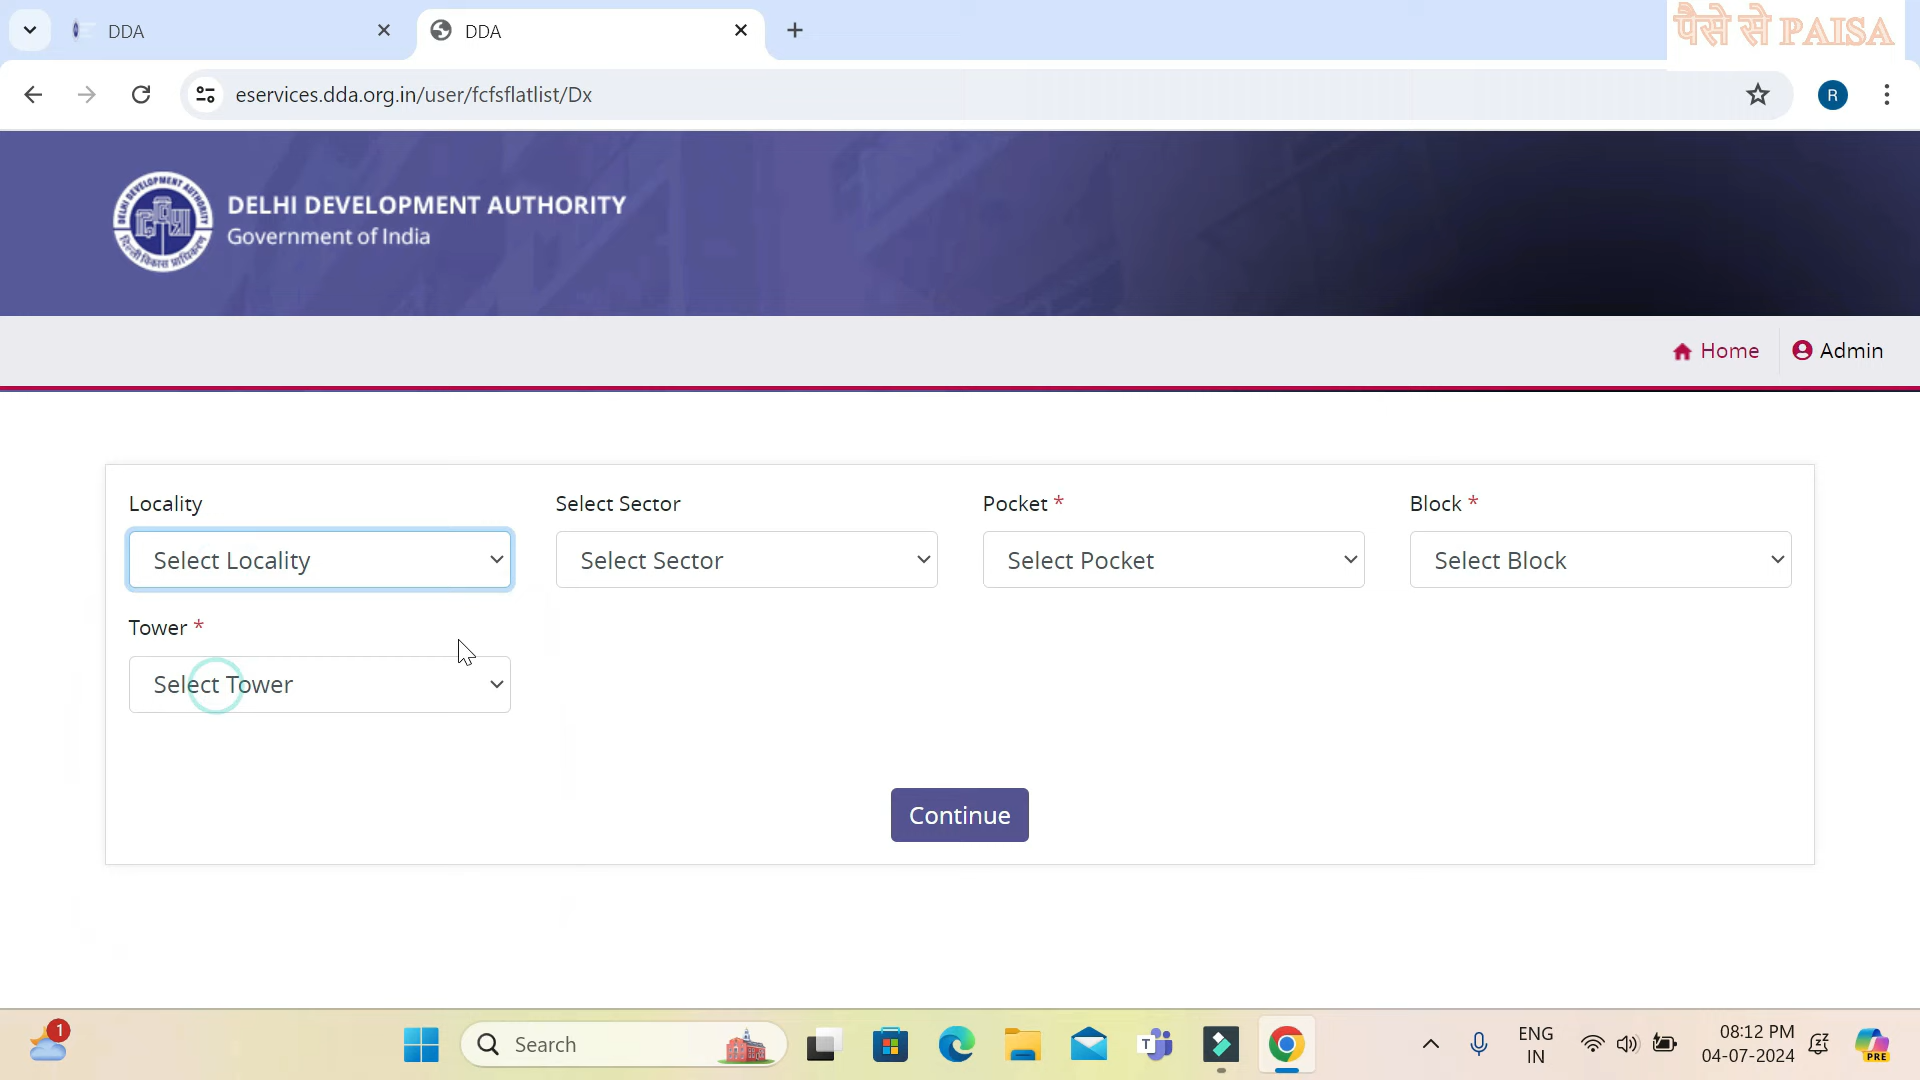 DDA
DDA
पैसे से PAISA
eservices.dda.org.in/user/fcfsflatlist/Dx
R
DELHI DEVELOPMENT AUTHORITY
Government of India
Home
Admin
Locality
Select Sector
Pocket *
Block *
Select Locality
Select Sector
Select Pocket
Select Block
Tower *
Select Tower
Continue
1
Search
ENG
IN
08:12 PM
04-07-2024
PRE